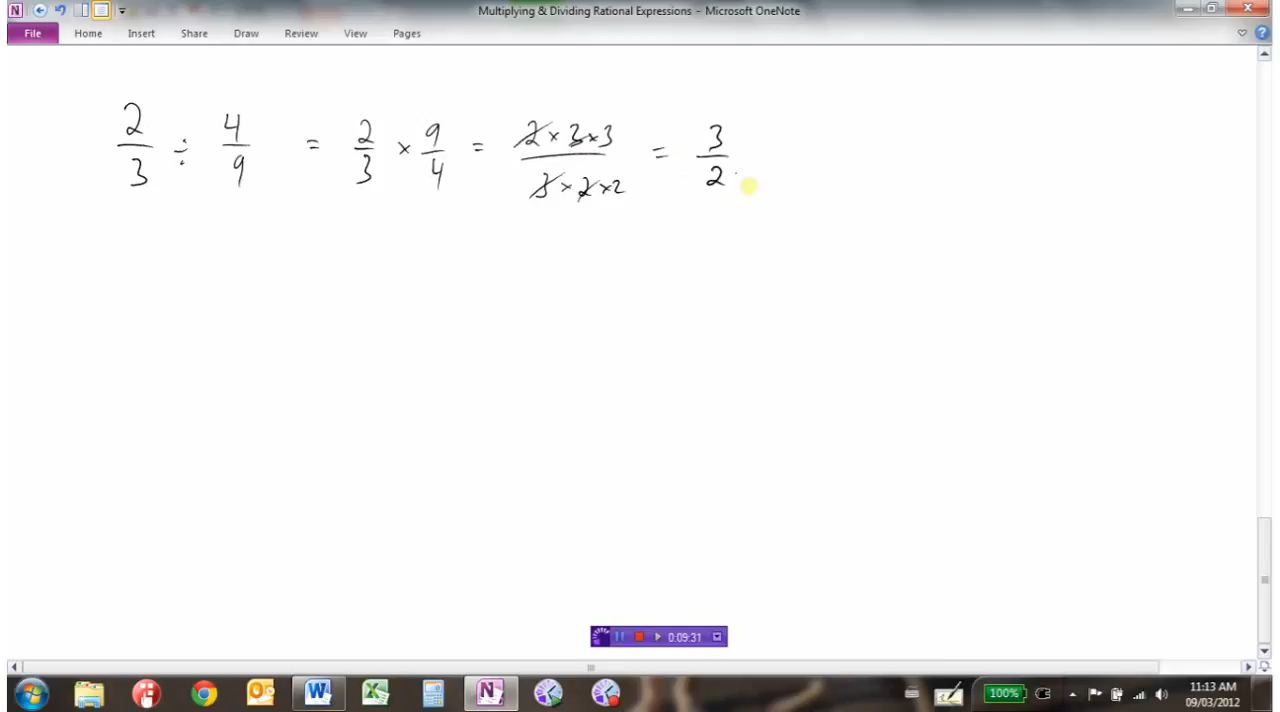 Multiplying & Dividing Rational Expressions - Microsoft OneNote
File Home Insert Share Draw Review View Pages
2/3 ÷ 4/9 = 2/3 × 9/4 = 2×3×3/3×2×2 = 3/2
0:09:31
100%
11:13 AM
09/03/2012